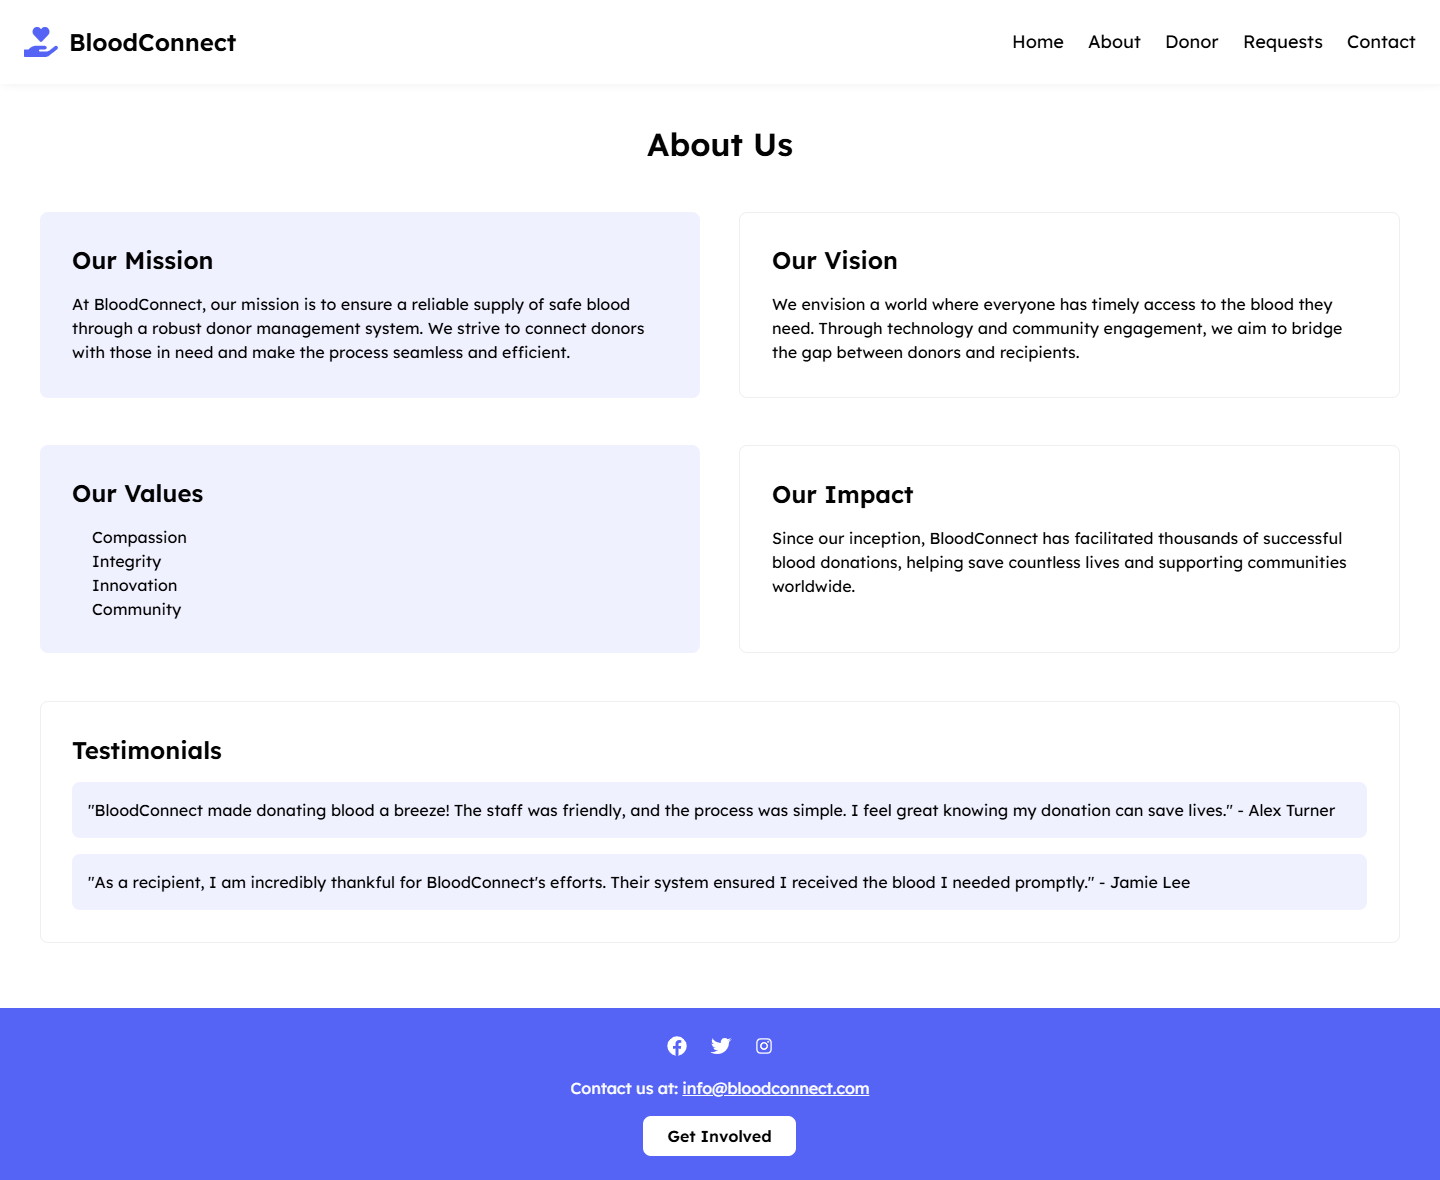 BloodConnect
Home About Donor Requests Contact
About Us
Our Mission
At BloodConnect, our mission is to ensure a reliable supply of safe blood
through a robust donor management system. We strive to connect donors
with those in need and make the process seamless and efficient.
Our Vision
We envision a world where everyone has timely access to the blood they
need. Through technology and community engagement, we aim to bridge
the gap between donors and recipients.
Our Values
Compassion
Integrity
Innovation
Community
Our Impact
Since our inception, BloodConnect has facilitated thousands of successful
blood donations, helping save countless lives and supporting communities
worldwide.
Testimonials
"BloodConnect made donating blood a breeze! The staff was friendly, and the process was simple. I feel great knowing my donation can save lives." - Alex Turner
"As a recipient, I am incredibly thankful for BloodConnect's efforts. Their system ensured I received the blood I needed promptly." - Jamie Lee
Contact us at: info@bloodconnect.com
Get Involved